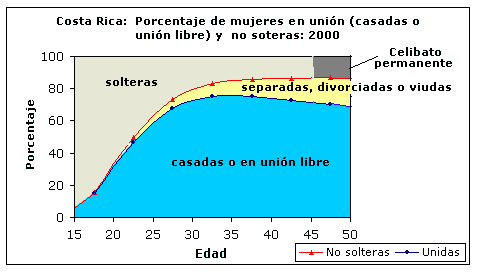 Costa Rica: Porcentaje de mujeres en unión (casadas o
unión libre) y no soteras: 2000
Celibato
permanente
solteras
separadas, divorciadas o viudas
casadas o en unión libre
Porcentaje
100
80
60
40
20
0
15 20 25 30 35 40 45 50
Edad
No solteras Unidas